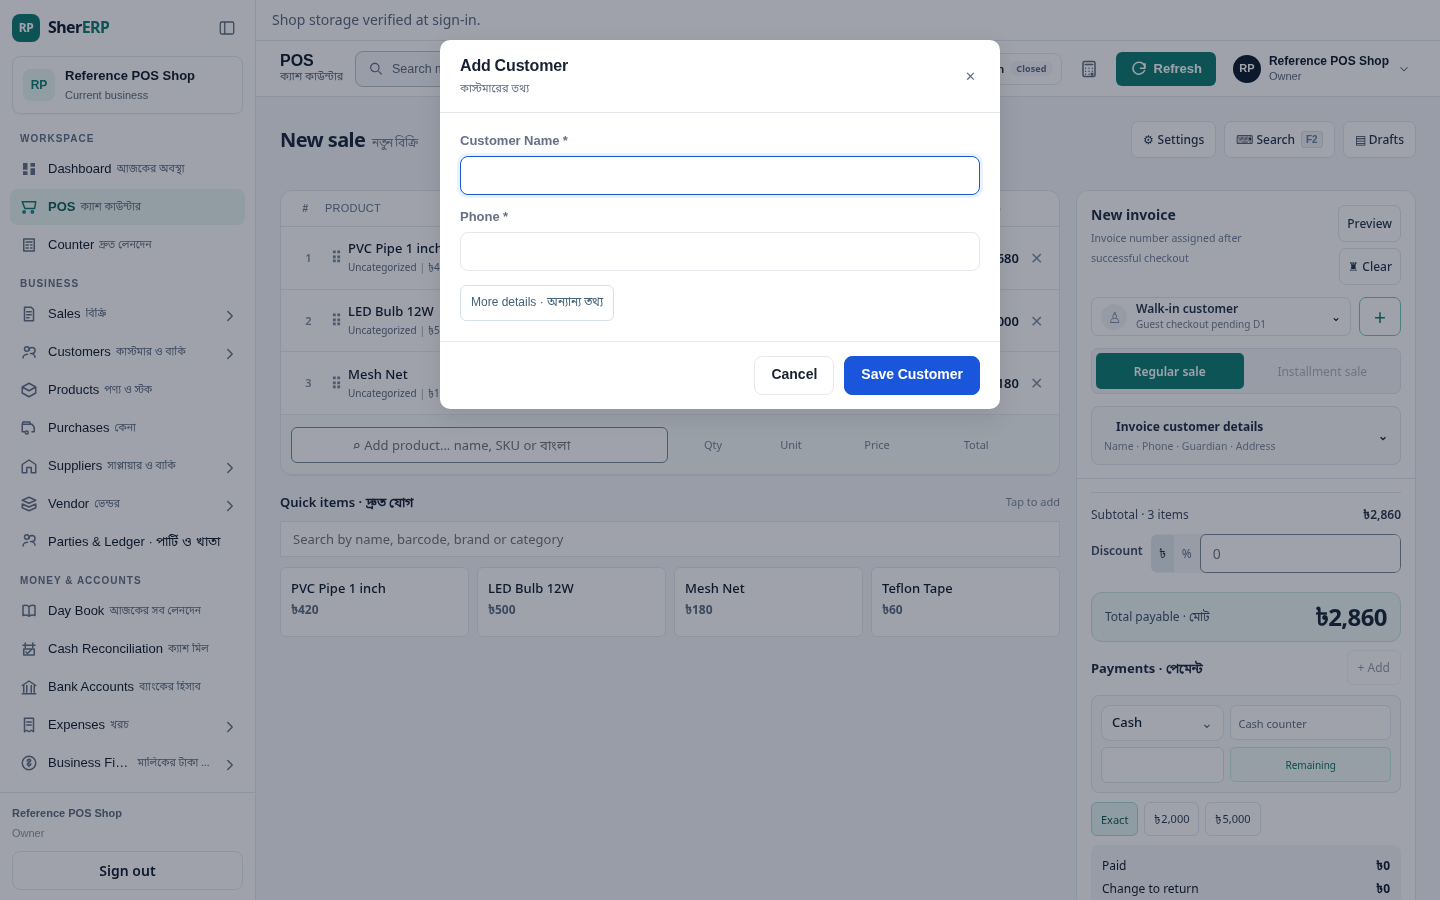 RP SherERP
RP
Reference POS Shop
Current business
WORKSPACE
Dashboard আজকের অবস্থা
POS ক্যাশ কাউন্টার
Counter দ্রুত লেনদেন
BUSINESS
Sales বিক্রি
Customers কাস্টমার ও বাকি
Products পণ্য ও স্টক
Purchases কেনা
Suppliers সাপ্লায়ার ও বাকি
Vendor ভেন্ডর
Parties & Ledger · পার্টি ও খাতা
MONEY & ACCOUNTS
Day Book আজকের সব লেনদেন
Cash Reconciliation ক্যাশ মিল
Bank Accounts ব্যাংকের হিসাব
Expenses খরচ
Business Fi... মালিকের টাকা ...
Reference POS Shop
Owner
Sign out
Shop storage verified at sign-in.
POS
ক্যাশ কাউন্টার
Search
Closed
Refresh
RP
Reference POS Shop
Owner
New sale নতুন বিক্রি
Settings
Search F2
Drafts
Add Customer
কাস্টমারের তথ্য
Customer Name *
Phone *
More details · অন্যান্য তথ্য
Cancel
Save Customer
# PRODUCT
1 PVC Pipe 1 inch
Uncategorized | ৳4
580
2 LED Bulb 12W
Uncategorized | ৳5
000
3 Mesh Net
Uncategorized | ৳1
180
Add product... name, SKU or বাংলা
Qty Unit Price Total
Quick items · দ্রুত যোগ
Tap to add
Search by name, barcode, brand or category
PVC Pipe 1 inch
৳420
LED Bulb 12W
৳500
Mesh Net
৳180
Teflon Tape
৳60
New invoice
Invoice number assigned after
successful checkout
Preview
Clear
Walk-in customer
Guest checkout pending D1
+
Regular sale
Installment sale
Invoice customer details
Name · Phone · Guardian · Address
Subtotal · 3 items ৳2,860
Discount ৳ % 0
Total payable · মোট ৳2,860
Payments · পেমেন্ট
+ Add
Cash
Cash counter
Remaining
Exact
৳2,000
৳5,000
Paid ৳0
Change to return ৳0